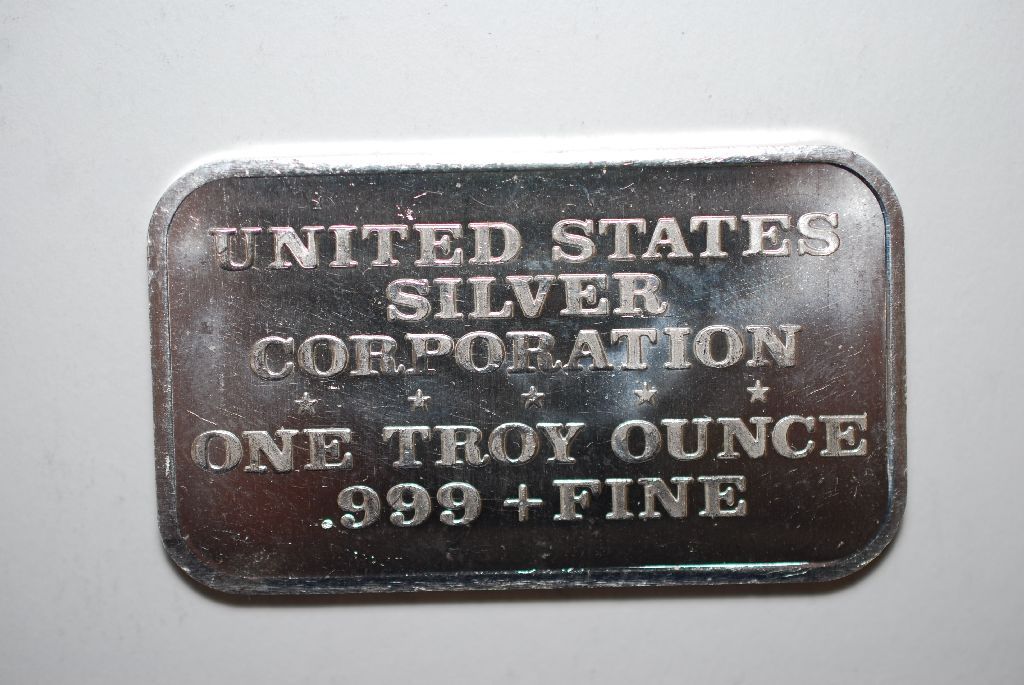 UNITED STATES
SILVER
CORPORATION
ONE TROY OUNCE
.999 + FINE